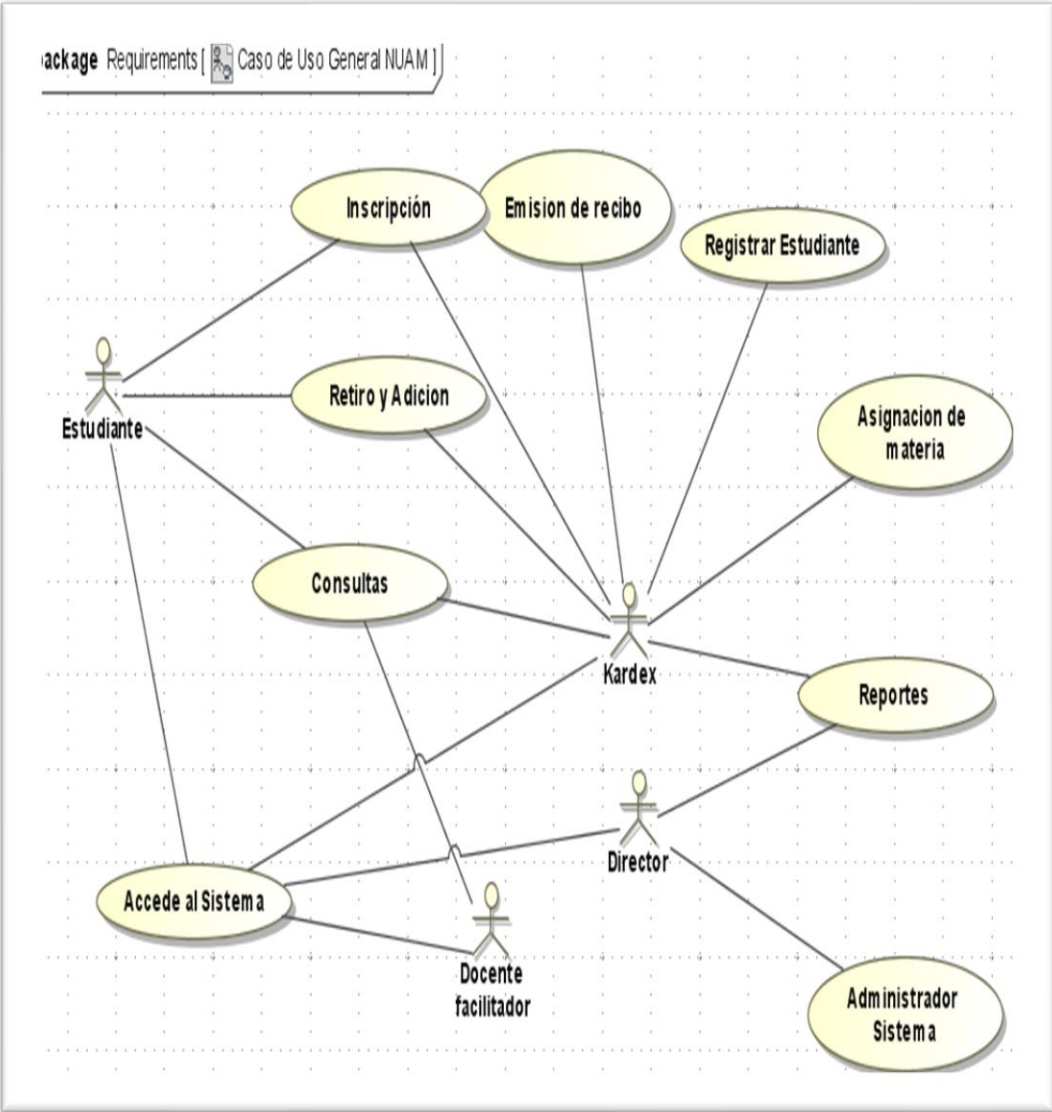 ackage Requirements [ Caso de Uso General NUAM ]
Inscripción
Emision de recibo
Registrar Estudiante
Retiro y Adicion
Asignacion de
materia
Estudiante
Consultas
Kardex
Reportes
Director
Accede al Sistema
Docente
facilitador
Administrador
Sistema